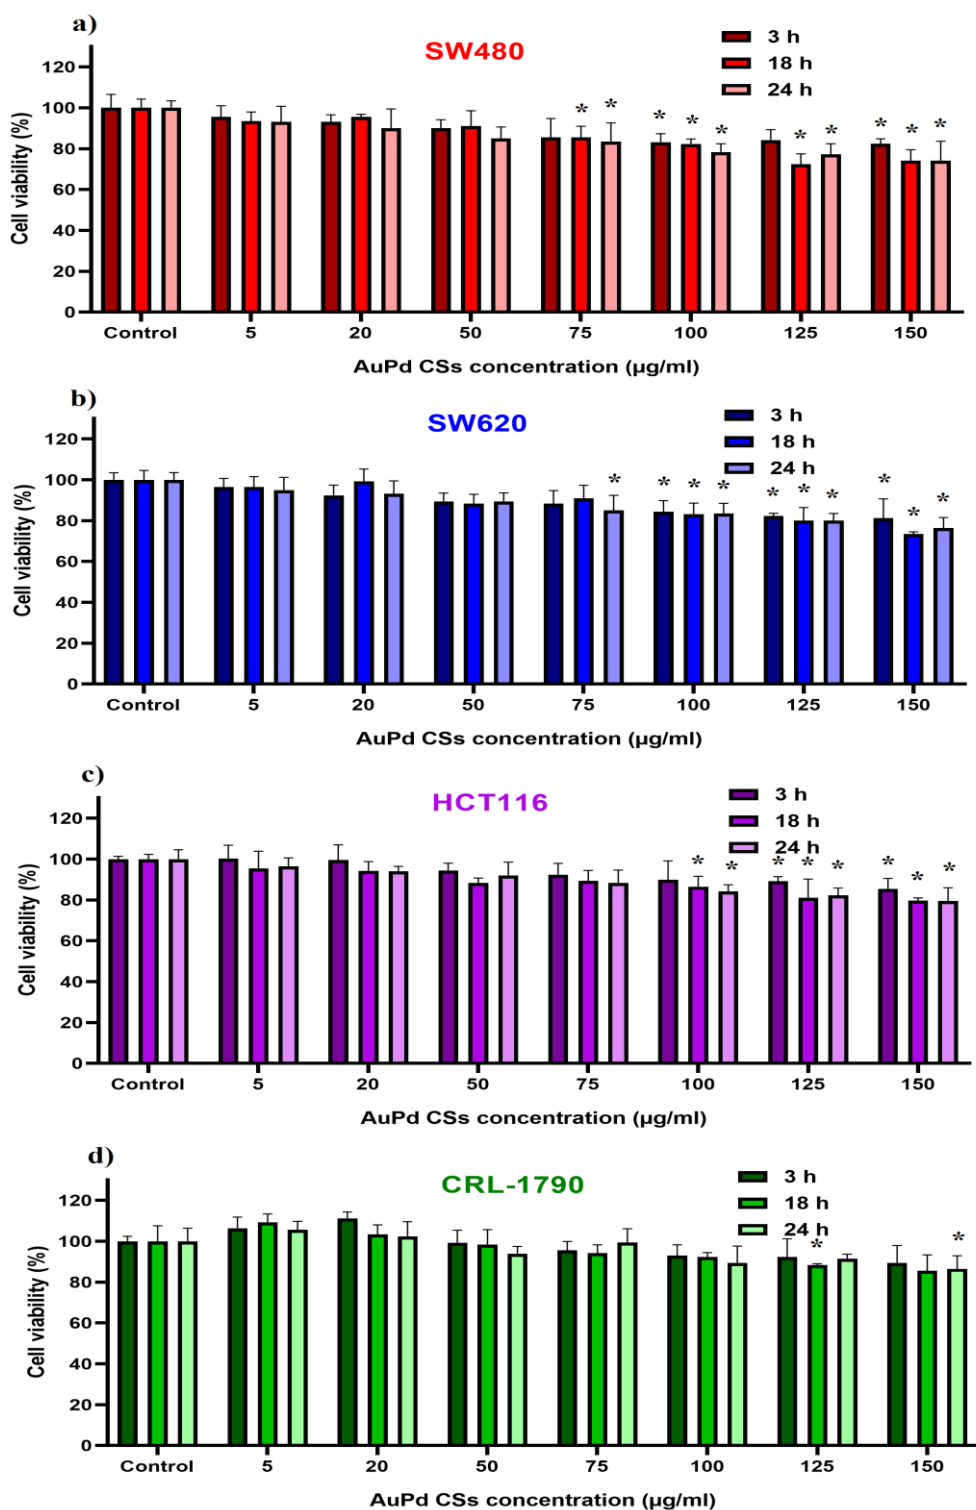 a)
SW480
3 h
18 h
24 h
Cell viability (%)
120
100
80
60
40
20
0
* * * * * * * * * *
Control 5 20 50 75 100 125 150
AuPd CSs concentration (µg/ml)
b)
SW620
3 h
18 h
24 h
Cell viability (%)
120
100
80
60
40
20
0
* * * * * * * * * *
Control 5 20 50 75 100 125 150
AuPd CSs concentration (µg/ml)
c)
HCT116
3 h
18 h
24 h
Cell viability (%)
120
100
80
60
40
20
0
* * * * * * * *
Control 5 20 50 75 100 125 150
AuPd CSs concentration (µg/ml)
d)
CRL-1790
3 h
18 h
24 h
Cell viability (%)
120
100
80
60
40
20
0
* *
Control 5 20 50 75 100 125 150
AuPd CSs concentration (µg/ml)